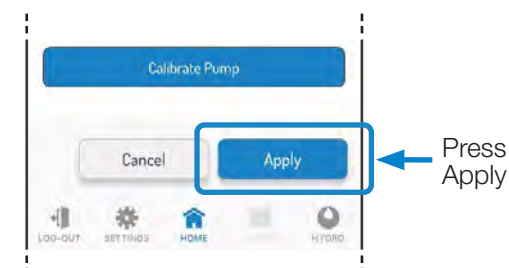 Calibrate Pump
Cancel
Apply
Press
Apply
LOG-OUT
SETTINGS
HOME
HYDRO